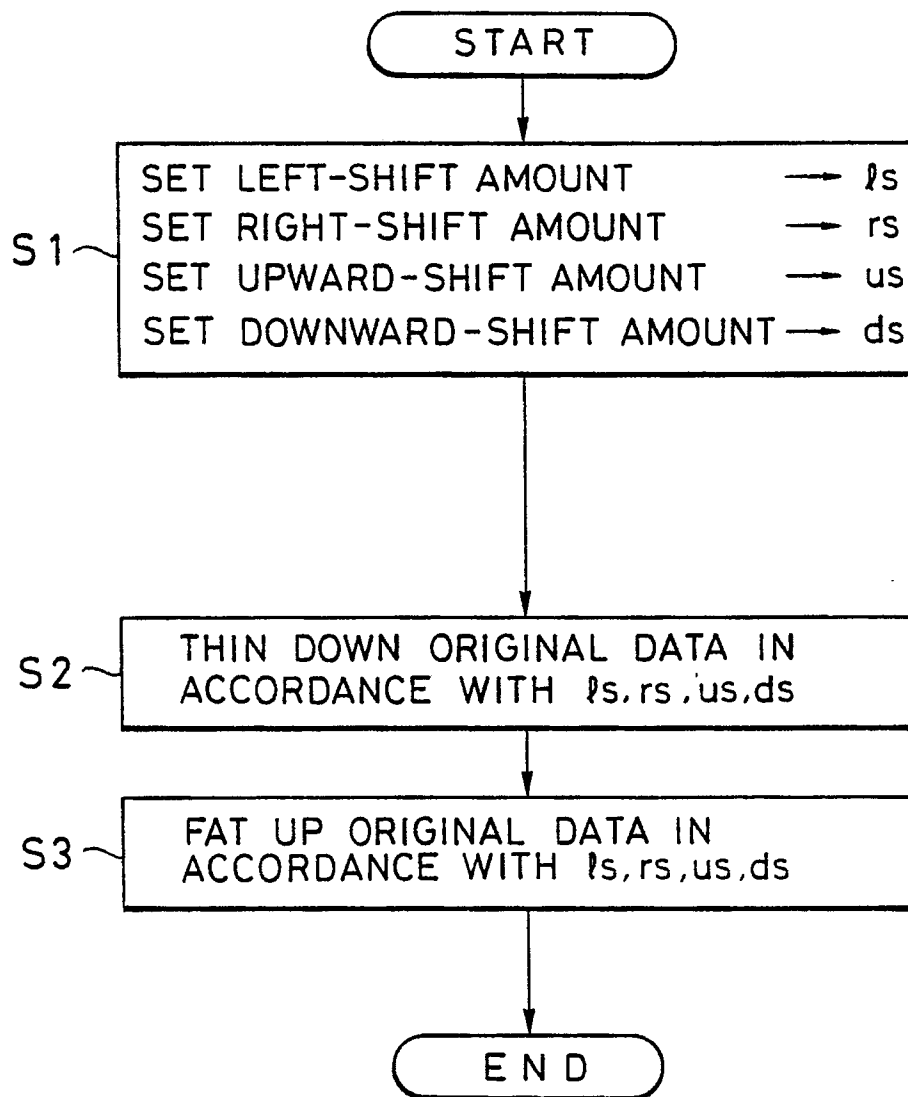 START
S1
SET LEFT-SHIFT AMOUNT → ℓs
SET RIGHT-SHIFT AMOUNT → rs
SET UPWARD-SHIFT AMOUNT → us
SET DOWNWARD-SHIFT AMOUNT → ds
S2
THIN DOWN ORIGINAL DATA IN
ACCORDANCE WITH ℓs, rs, us, ds
S3
FAT UP ORIGINAL DATA IN
ACCORDANCE WITH ℓs, rs, us, ds
END